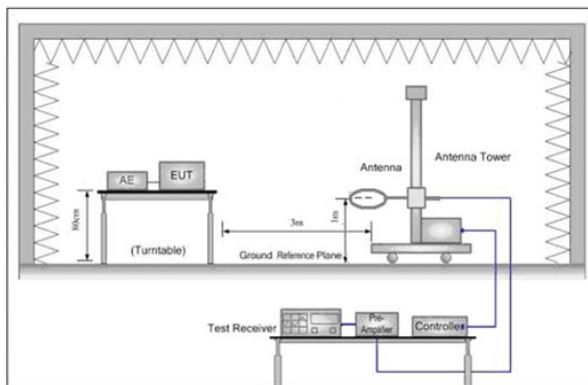 AE
EUT
80cm
(Turntable)
3m
1m
Antenna
Antenna Tower
Ground Reference Plane
Test Receiver
Pre-
Amplifier
Controller